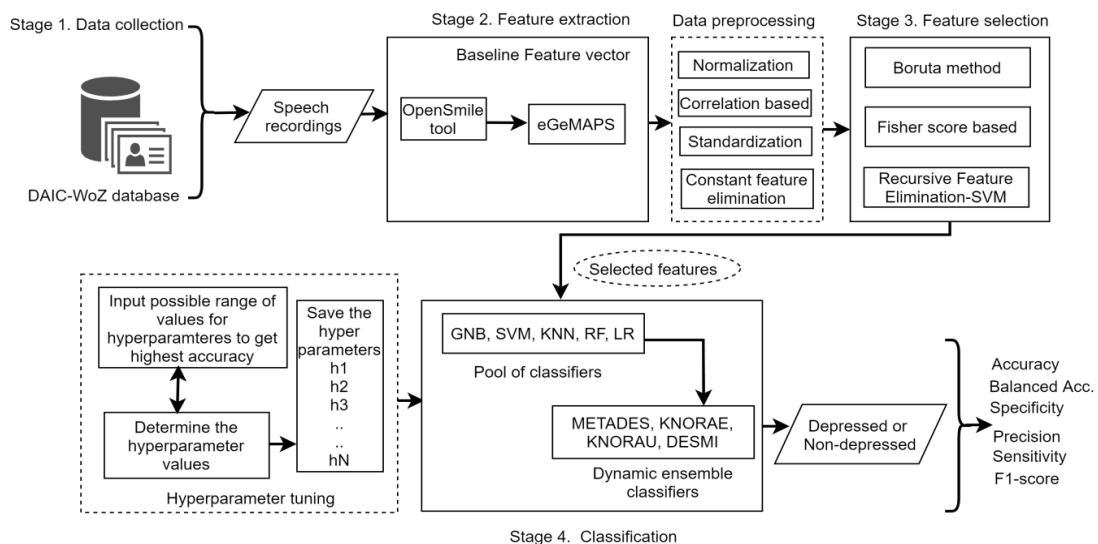 Stage 1. Data collection
DAIC-WoZ database
Speech
recordings
Stage 2. Feature extraction
Baseline Feature vector
OpenSmile
tool
eGeMAPS
Data preprocessing
Normalization
Correlation based
Standardization
Constant feature
elimination
Stage 3. Feature selection
Boruta method
Fisher score based
Recursive Feature
Elimination-SVM
Selected features
Input possible range of
values for
hyperparamteres to get
highest accuracy
Determine the
hyperparameter
values
Save the
hyper
parameters
h1
h2
h3
..
..
hN
Hyperparameter tuning
GNB, SVM, KNN, RF, LR
Pool of classifiers
METADES, KNORAE,
KNORAU, DESMI
Dynamic ensemble
classifiers
Depressed or
Non-depressed
Accuracy
Balanced Acc.
Specificity
Precision
Sensitivity
F1-score
Stage 4. Classification